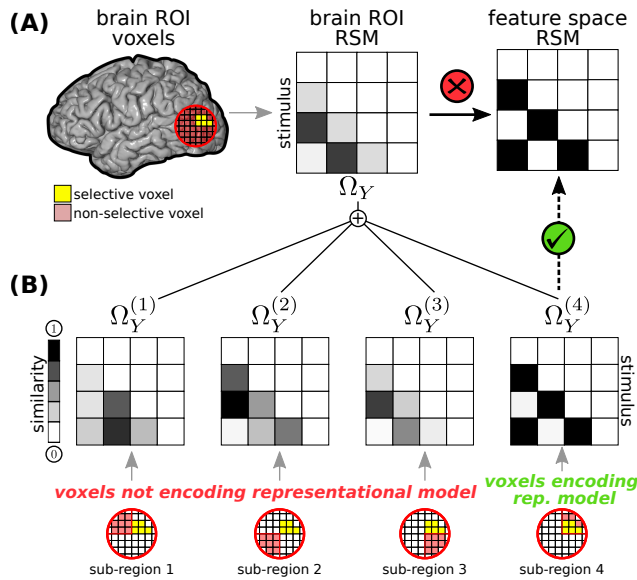 (A)
brain ROI
voxels
brain ROI
RSM
feature space
RSM
stimulus
selective voxel
non-selective voxel
Ω_Y
+
(B)
Ω_Y^(1)
Ω_Y^(2)
Ω_Y^(3)
Ω_Y^(4)
1
similarity
0
stimulus
voxels not encoding representational model
voxels encoding
rep. model
sub-region 1
sub-region 2
sub-region 3
sub-region 4